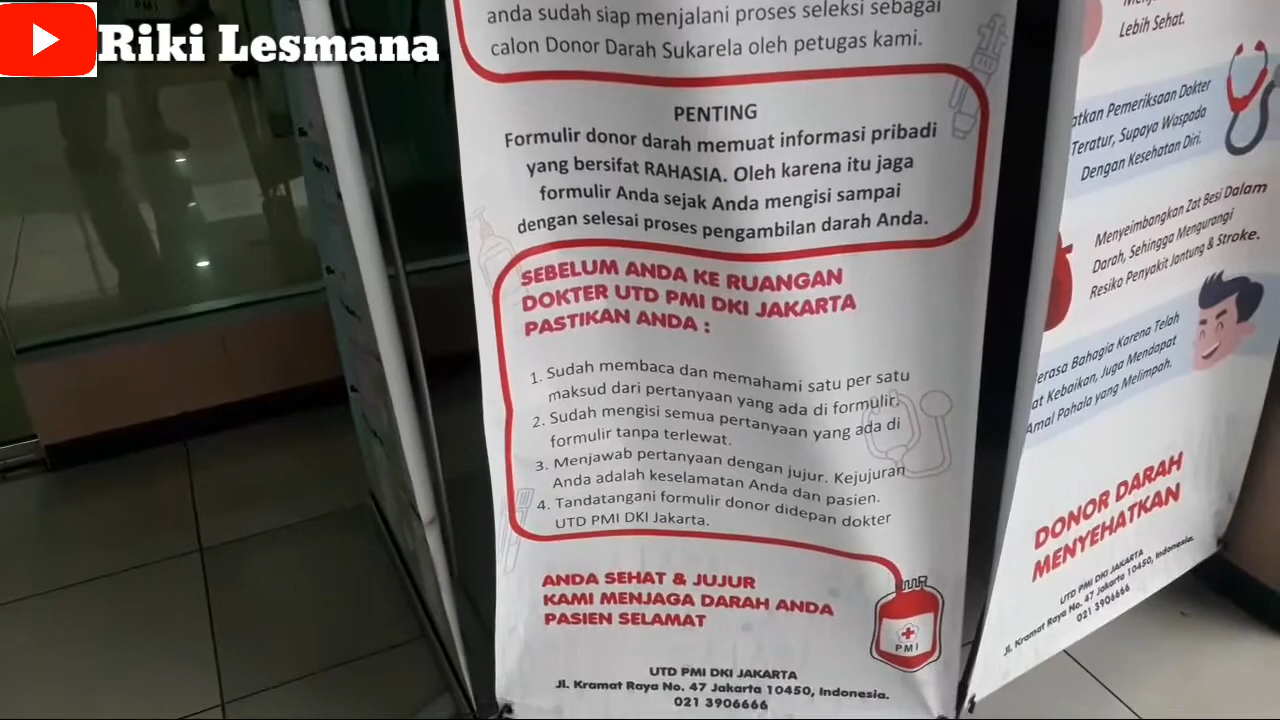 Riki Lesmana
anda sudah siap menjalani proses seleksi sebagai
calon Donor Darah Sukarela oleh petugas kami.
PENTING
Formulir donor darah memuat informasi pribadi
yang bersifat RAHASIA. Oleh karena itu jaga
formulir Anda sejak Anda mengisi sampai
dengan selesai proses pengambilan darah Anda.
SEBELUM ANDA KE RUANGAN
DOKTER UTD PMI DKI JAKARTA
PASTIKAN ANDA :
1. Sudah membaca dan memahami satu per satu
maksud dari pertanyaan yang ada di formulir.
2. Sudah mengisi semua pertanyaan yang ada di
formulir tanpa terlewat.
3. Menjawab pertanyaan dengan jujur. Kejujuran
Anda adalah keselamatan Anda dan pasien.
4. Tandatangani formulir donor didepan dokter
UTD PMI DKI Jakarta.
ANDA SEHAT & JUJUR
KAMI MENJAGA DARAH ANDA
PASIEN SELAMAT
PMI
UTD PMI DKI JAKARTA
Jl. Kramat Raya No. 47 Jakarta 10450, Indonesia.
021 3906666
Lebih Sehat.
Pemeriksaan Dokter
Teratur, Supaya Waspada
Dengan Kesehatan Diri.
Menyeimbangkan Zat Besi Dalam
Darah, Sehingga Mengurangi
Resiko Penyakit Jantung & Stroke.
Bahagia Karena Telah
Kebaikan, Juga Mendapat
Amal Pahala yang Melimpah.
DONOR DARAH
MENYEHATKAN
UTD PMI DKI JAKARTA
Jl. Kramat Raya No. 47 Jakarta 10450, Indonesia.
021 3906666